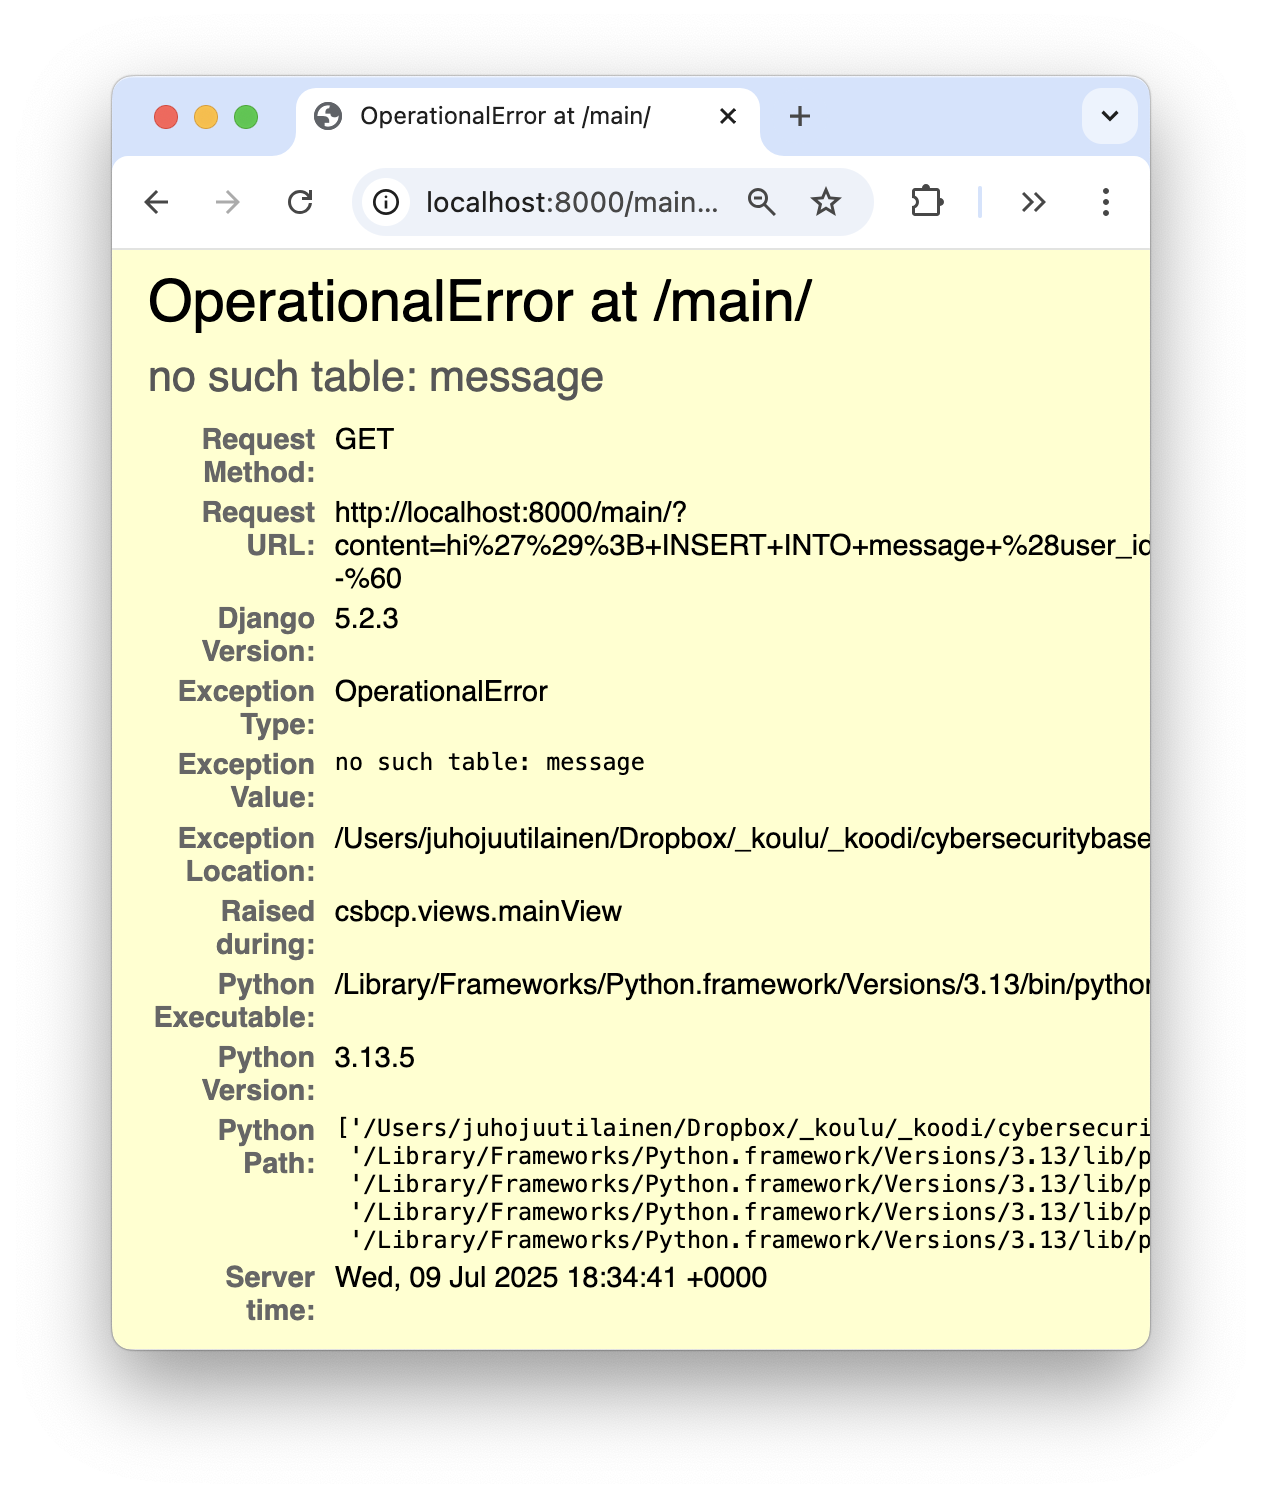 OperationalError at /main/
localhost:8000/main...
OperationalError at /main/
no such table: message
Request Method: GET
Request URL: http://localhost:8000/main/?
content=hi%27%29%3B+INSERT+INTO+message+%28user_id
-%60
Django Version: 5.2.3
Exception Type: OperationalError
Exception Value: no such table: message
Exception Location: /Users/juhojuutilainen/Dropbox/_koulu/_koodi/cybersecuritybase
Raised during: csbcp.views.mainView
Python Executable: /Library/Frameworks/Python.framework/Versions/3.13/bin/python
Python Version: 3.13.5
Python Path: ['/Users/juhojuutilainen/Dropbox/_koulu/_koodi/cybersecuri
'/Library/Frameworks/Python.framework/Versions/3.13/lib/p
'/Library/Frameworks/Python.framework/Versions/3.13/lib/p
'/Library/Frameworks/Python.framework/Versions/3.13/lib/p
'/Library/Frameworks/Python.framework/Versions/3.13/lib/p
Server time: Wed, 09 Jul 2025 18:34:41 +0000